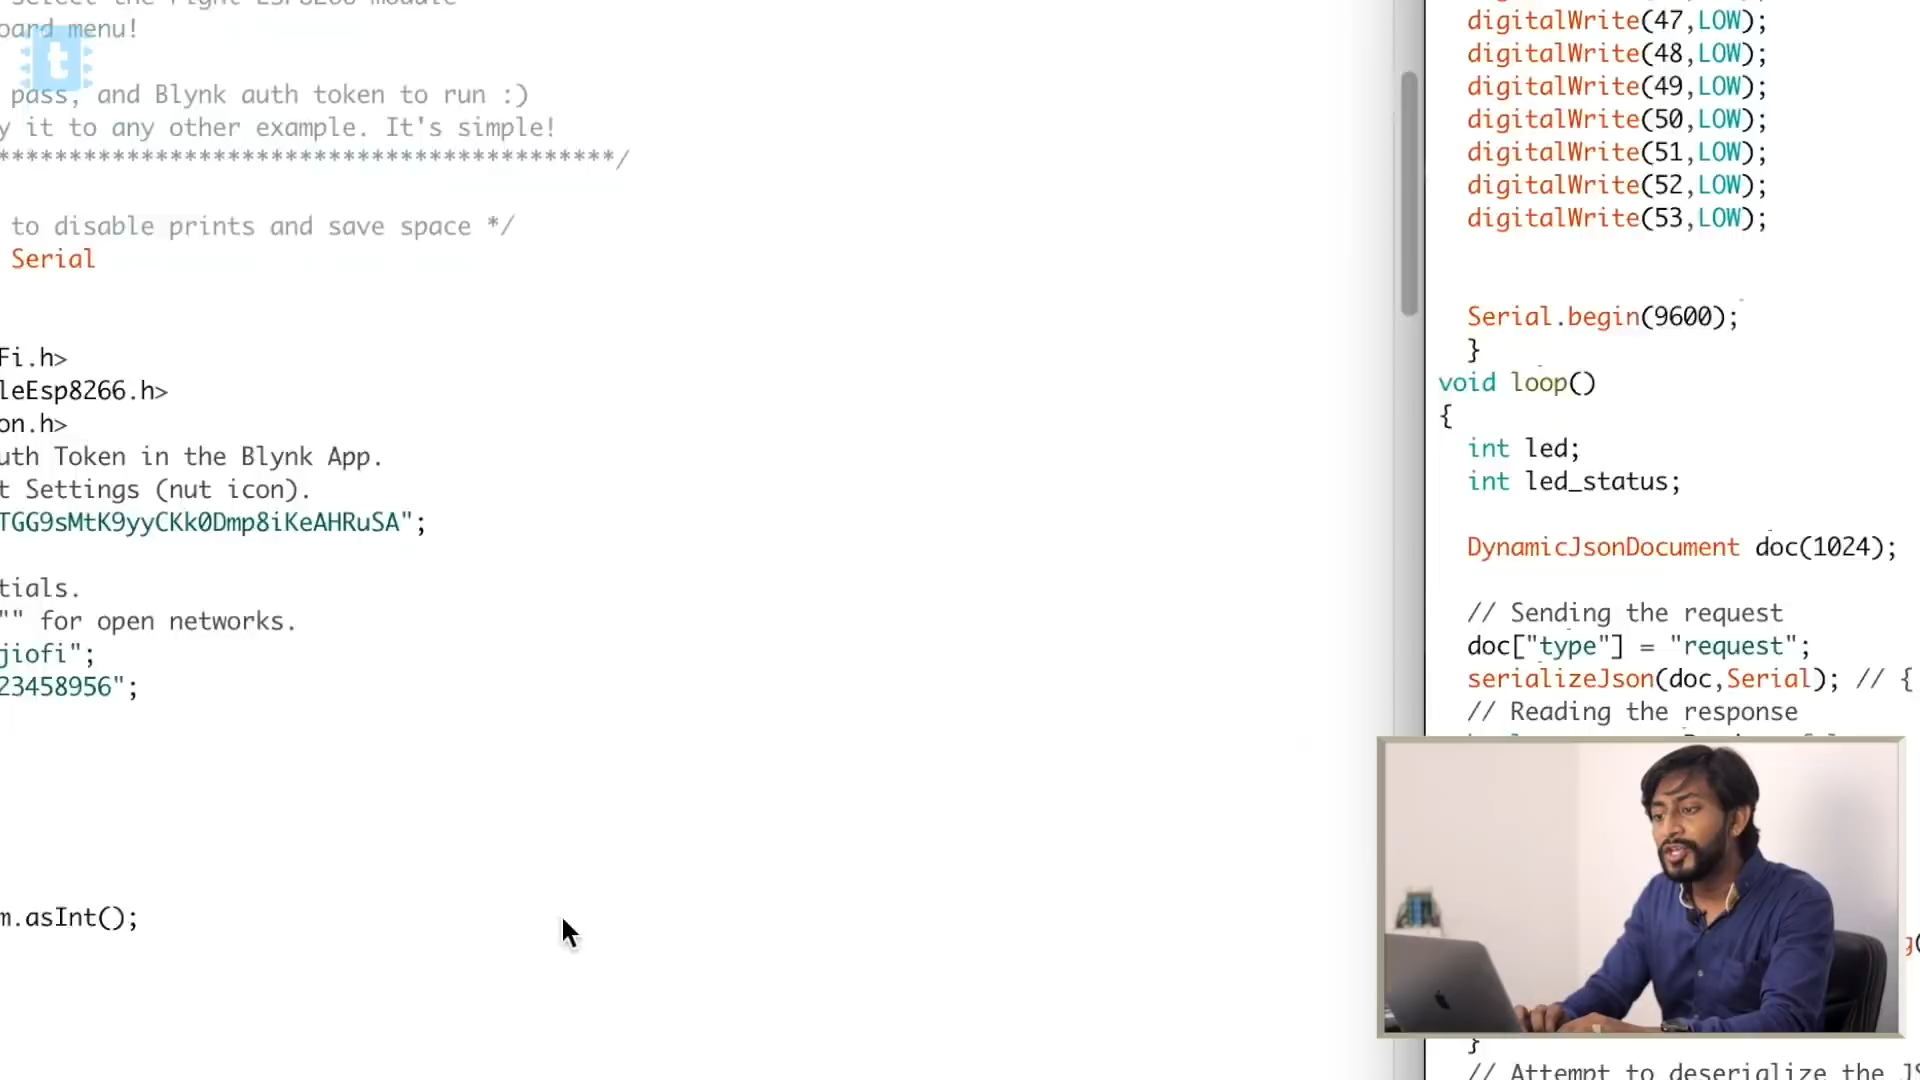 t
oard menu!
pass, and Blynk auth token to run :)
y it to any other example. It's simple!
*******************************************/
to disable prints and save space */
Serial
Fi.h>
leEsp8266.h>
on.h>
uth Token in the Blynk App.
t Settings (nut icon).
TGG9sMtK9yyCKk0Dmp8iKeAHRuSA";
tials.
"" for open networks.
jiofi";
23458956";
m.asInt();
digitalWrite(47,LOW);
digitalWrite(48,LOW);
digitalWrite(49,LOW);
digitalWrite(50,LOW);
digitalWrite(51,LOW);
digitalWrite(52,LOW);
digitalWrite(53,LOW);
Serial.begin(9600);
}
void loop()
{
int led;
int led_status;
DynamicJsonDocument doc(1024);
// Sending the request
doc["type"] = "request";
serializeJson(doc,Serial); // {
// Reading the response
}
// Attempt to deserialize the JS